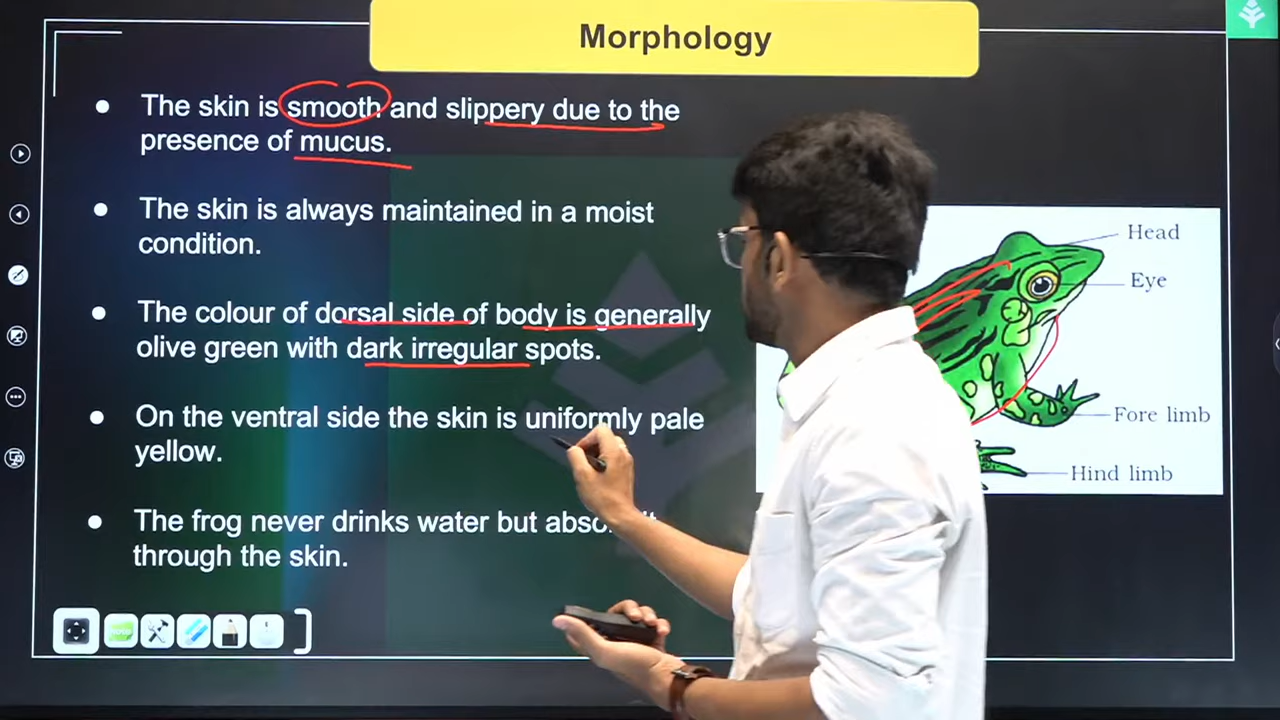 Morphology
The skin is smooth and slippery due to the
presence of mucus.
The skin is always maintained in a moist
condition.
The colour of dorsal side of body is generally
olive green with dark irregular spots.
On the ventral side the skin is uniformly pale
yellow.
The frog never drinks water but
through the skin.
Head
Eye
Fore limb
Hind limb